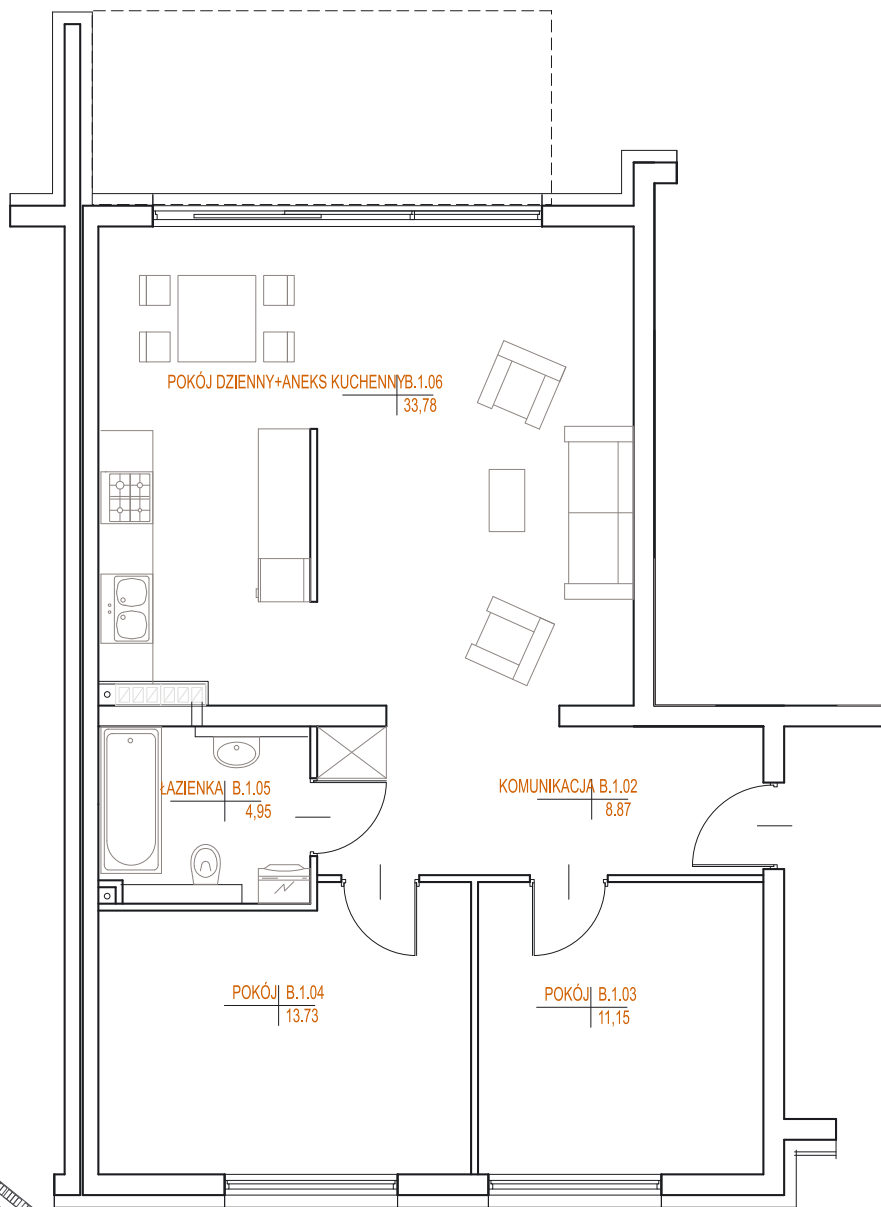 POKÓJ DZIENNY+ANEKS KUCHENNYB.1.06
33,78
KOMUNIKACJA B.1.02
8.87
ŁAZIENKA B.1.05
4,95
POKÓJ B.1.04
13.73
POKÓJ B.1.03
11,15